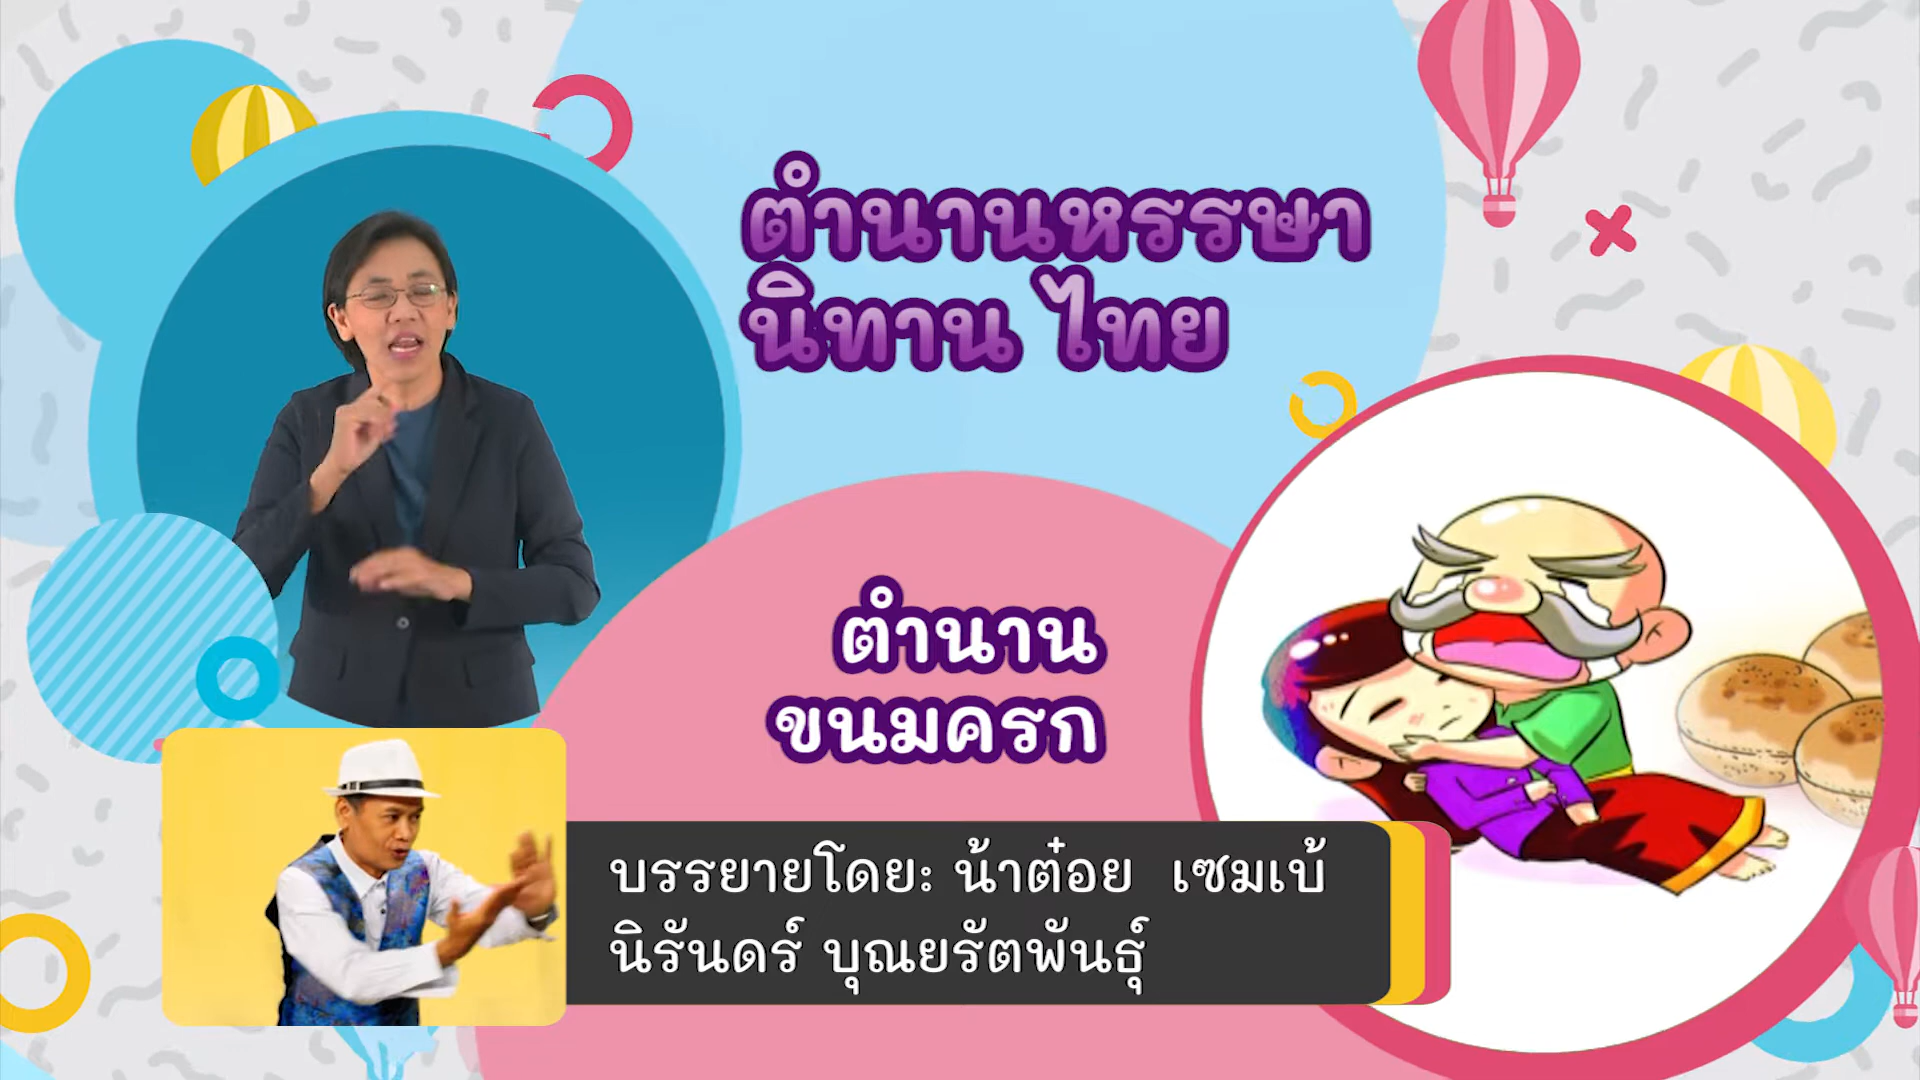 ตำนานหรรษา
นิทาน ไทย
ตำนาน
ขนมครก
บรรยายโดย: น้าต๋อย เซมเบ้
นิรันดร์ บุณยรัตพันธุ์